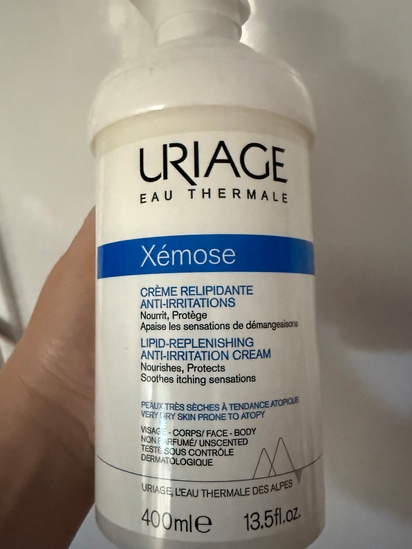 URIAGE
EAU THERMALE
Xémose
CRÈME RELIPIDANTE
ANTI-IRRITATIONS
Nourrit, Protège
Apaise les sensations de démangeaisons
LIPID-REPLENISHING
ANTI-IRRITATION CREAM
Nourishes, Protects
Soothes itching sensations
PEAUX TRÈS SÈCHES À TENDANCE ATOPIQUE
VERY DRY SKIN PRONE TO ATOPY
VISAGE - CORPS/ FACE - BODY
NON PARFUMÉ/ UNSCENTED
TESTÉ SOUS CONTRÔLE
DERMATOLOGIQUE
URIAGE, L'EAU THERMALE DES ALPES
400ml e 13.5fl.oz.